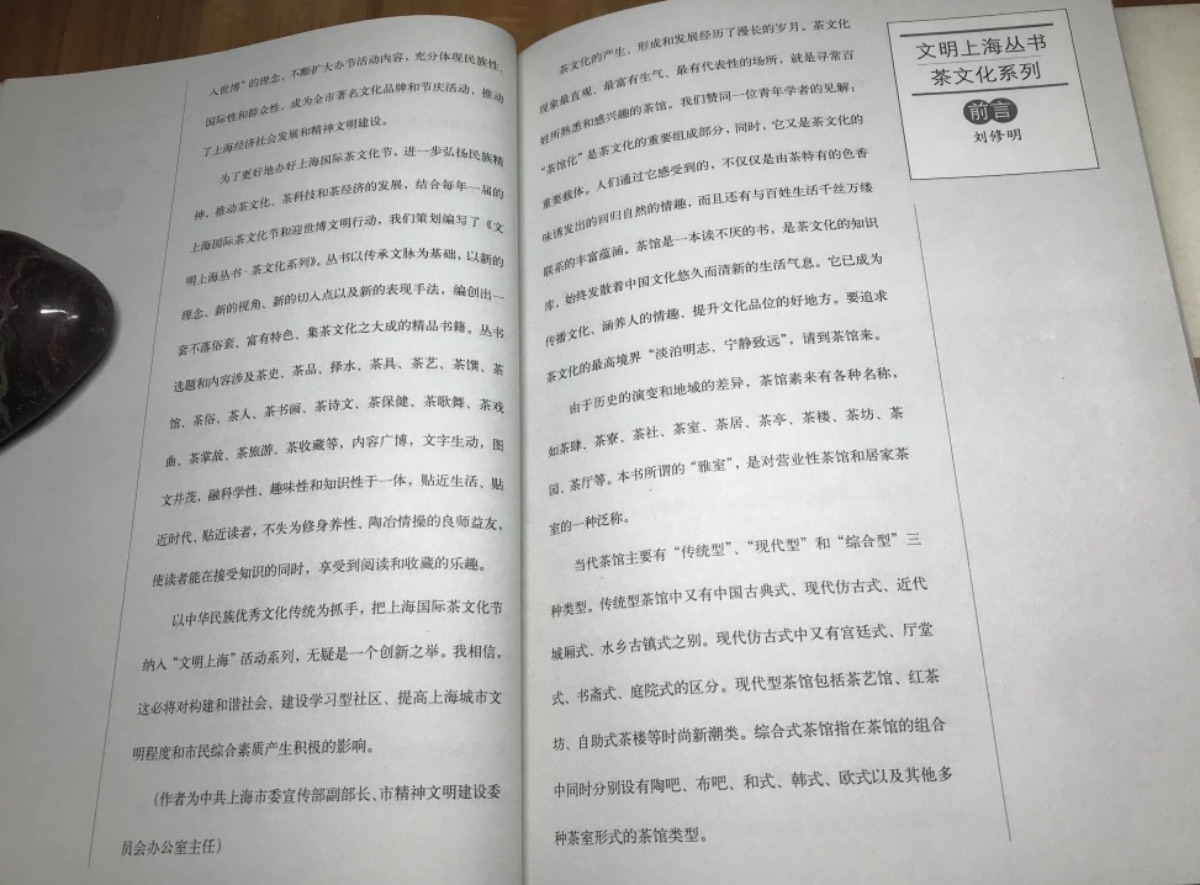 人世博”的理念，不断扩大办节活动内容，充分体现民族性、
国际性和群众性，成为全市著名文化品牌和节庆活动，推动
了上海经济社会发展和精神文明建设。
为了更好地办好上海国际茶文化节，进一步弘扬民族精
神，推动茶文化、茶科技和茶经济的发展，结合每年一届的
上海国际茶文化节和迎世博文明行动，我们策划编写了《文
明上海丛书·茶文化系列》。丛书以传承文脉为基础，以新的
理念、新的视角、新的切入点以及新的表现手法，编创出一
套不落俗套、富有特色、集茶文化之大成的精品书籍。丛书
选题和内容涉及茶史、茶品、择水、茶具、茶艺、茶馔、茶
馆、茶俗、茶人、茶书画、茶诗文、茶保健、茶歌舞、茶戏
曲、茶掌故、茶旅游、茶收藏等，内容广博，文字生动，图
文并茂，融科学性、趣味性和知识性于一体，贴近生活、贴
近时代、贴近读者，不失为修身养性、陶冶情操的良师益友，
使读者能在接受知识的同时，享受到阅读和收藏的乐趣。
以中华民族优秀文化传统为抓手，把上海国际茶文化节
纳入“文明上海”活动系列，无疑是一个创新之举。我相信，
这必将对构建和谐社会、建设学习型社区、提高上海城市文
明程度和市民综合素质产生积极的影响。
（作者为中共上海市委宣传部副部长、市精神文明建设委
员会办公室主任）
文明上海丛书
茶文化系列
前言
刘修明
茶文化的产生、形成和发展经历了漫长的岁月。茶文化
现象最直观、最富有生气、最有代表性的场所，就是寻常百
姓所熟悉和感兴趣的茶馆。我们赞同一位青年学者的见解：
“茶馆化”是茶文化的重要组成部分，同时，它又是茶文化的
重要载体。人们通过它感受到的，不仅仅是由茶特有的色香
味诱发出的回归自然的情趣，而且还有与百姓生活千丝万缕
联系的丰富蕴涵。茶馆是一本读不厌的书，是茶文化的知识
库，始终发散着中国文化悠久而清新的生活气息。它已成为
传播文化、涵养人的情趣、提升文化品位的好地方。要追求
茶文化的最高境界“淡泊明志、宁静致远”，请到茶馆来。
由于历史的演变和地域的差异，茶馆素来有各种名称，
如茶肆、茶寮、茶社、茶室、茶居、茶亭、茶楼、茶坊、茶
园、茶厅等。本书所谓的“雅室”，是对营业性茶馆和居家茶
室的一种泛称。
当代茶馆主要有“传统型”、“现代型”和“综合型”三
种类型。传统型茶馆中又有中国古典式、现代仿古式、近代
城厢式、水乡古镇式之别。现代仿古式中又有宫廷式、厅堂
式、书斋式、庭院式的区分。现代型茶馆包括茶艺馆、红茶
坊、自助式茶楼等时尚新潮类。综合式茶馆指在茶馆的组合
中同时分别设有陶吧、布吧、和式、韩式、欧式以及其他多
种茶室形式的茶馆类型。